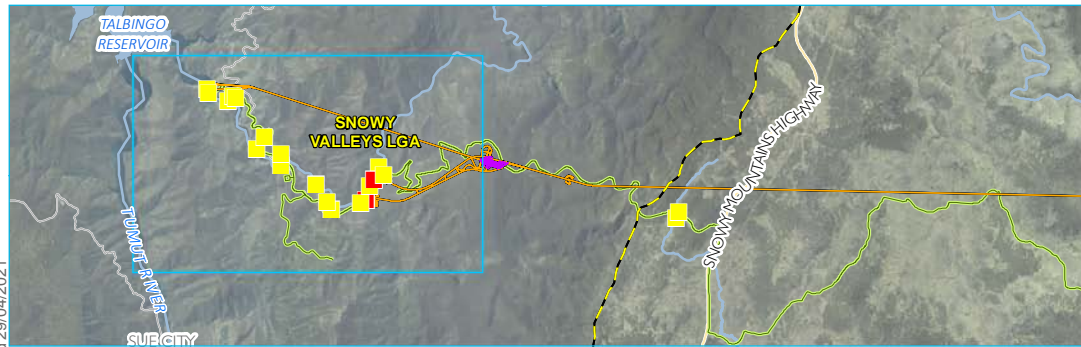 TALBINGO
RESERVOIR
SNOWY
VALLEYS LGA
SNOWY MOUNTAINS HIGHWAY
TUMUT RIVER
29/04/2021
SUE CITY